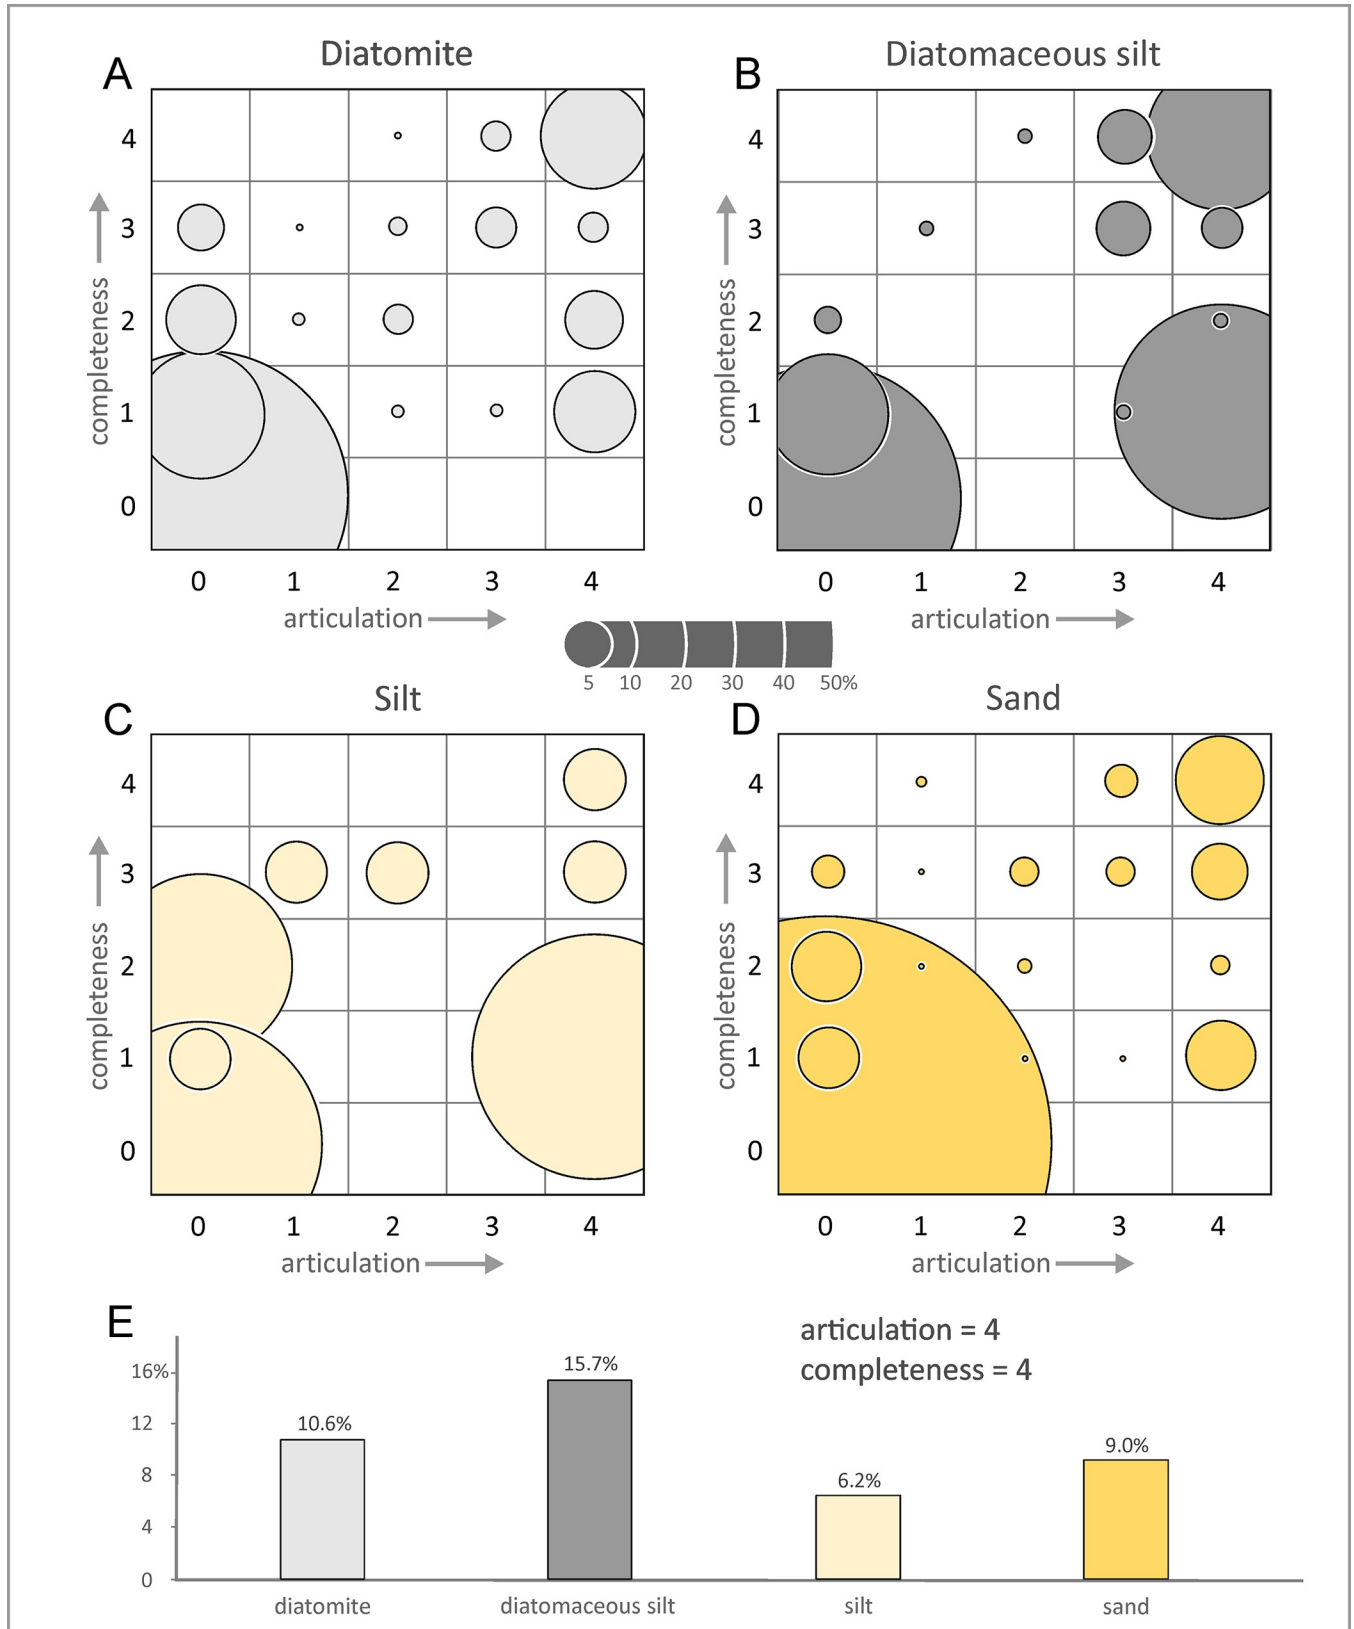 A Diatomite
B Diatomaceous silt
4
3
2
1
0
completeness
0 1 2 3 4
articulation
4
3
2
1
0
completeness
0 1 2 3 4
articulation
5 10 20 30 40 50%
C Silt
D Sand
4
3
2
1
0
completeness
0 1 2 3 4
articulation
4
3
2
1
0
completeness
0 1 2 3 4
articulation
E
articulation = 4
completeness = 4
16%
12
8
4
0
10.6%
15.7%
6.2%
9.0%
diatomite
diatomaceous silt
silt
sand